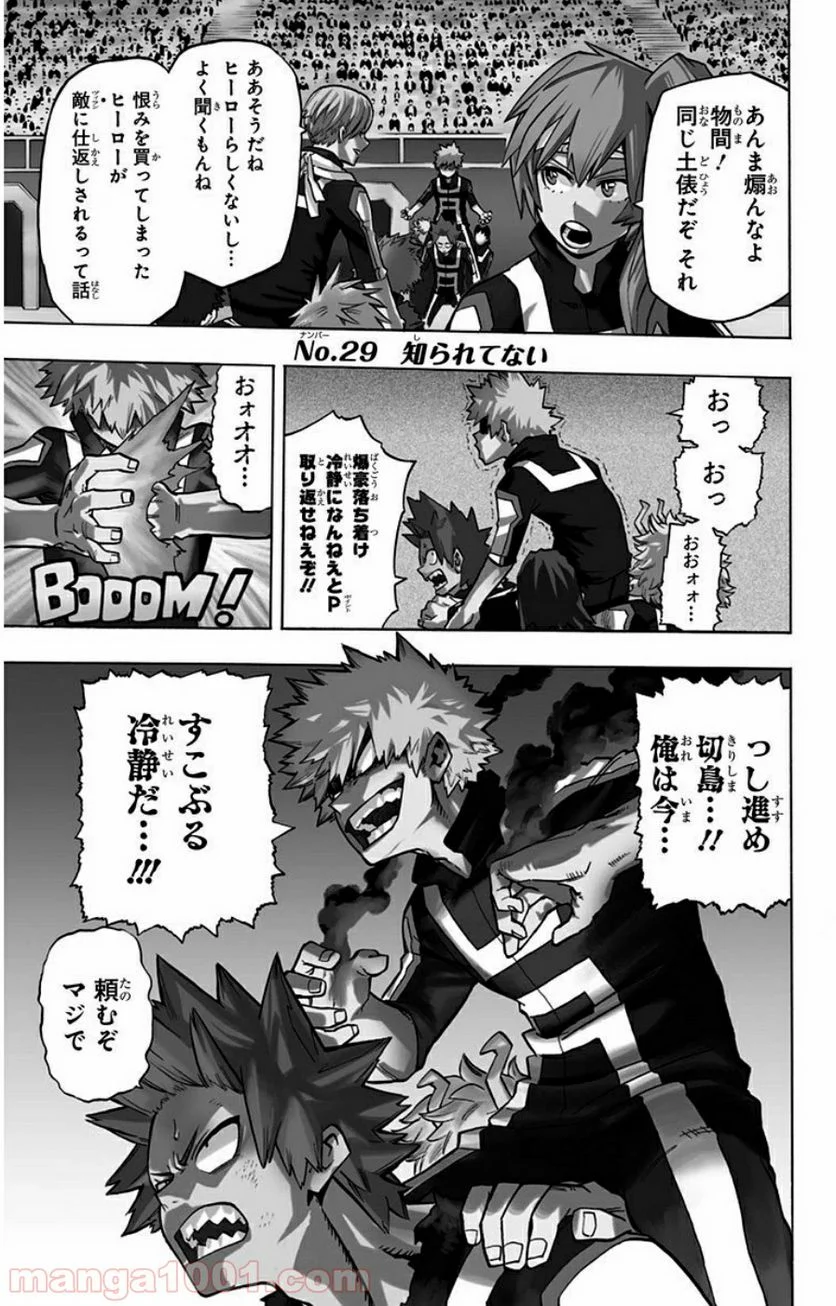 あんま煽んなよ
物間！
同じ土俵だぞ それ
ああそうだね
ヒーローらしくないし…
よく聞くもんね
恨みを買ってしまった
ヒーローが
敵に仕返しされるって話
No.29 知られてない
おっ おっ
おおォォ…
爆豪落ち着け
冷静になんねえとP
取り返せねえぞ!!
おォオオ…
BOOOM!
っし進め
切島…!!
俺は今…
すこぶる
冷静だ…!!!
頼むぞ
マジで
manga1001.com